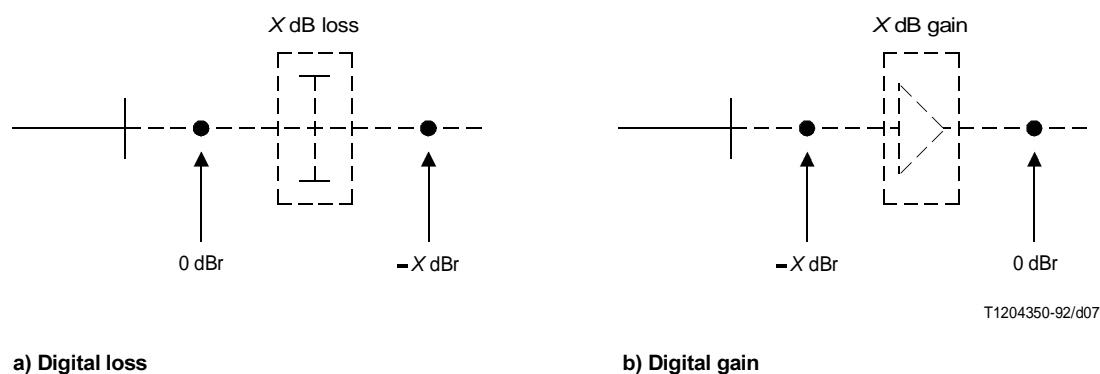 X dB loss
X dB gain
0 dBr
–X dBr
–X dBr
0 dBr
T1204350-92/d07
a) Digital loss
b) Digital gain